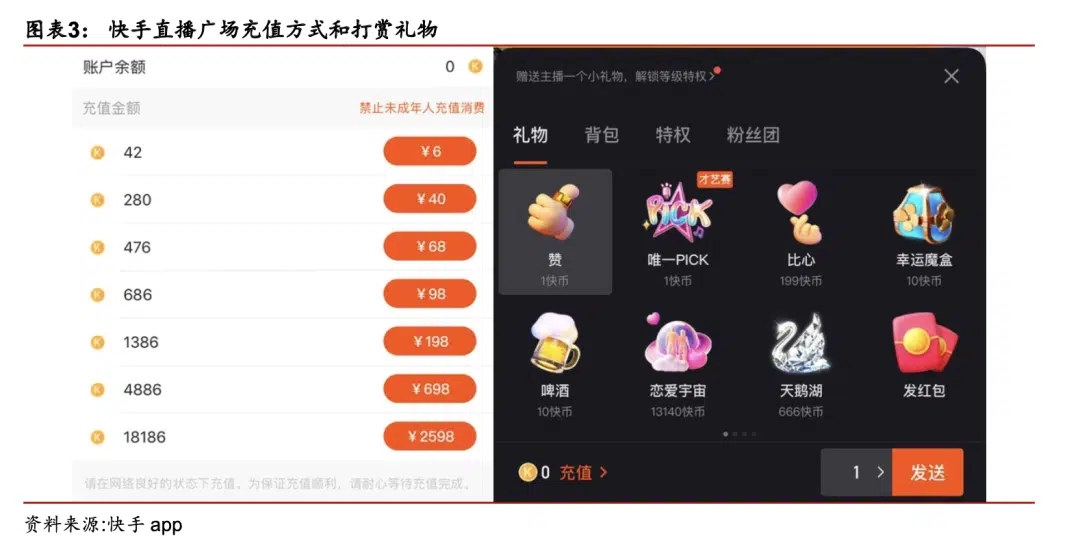 图表3： 快手直播广场充值方式和打赏礼物
账户余额 0
充值金额 禁止未成年人充值消费
42 ¥6
280 ¥40
476 ¥68
686 ¥98
1386 ¥198
4886 ¥698
18186 ¥2598
请在网络良好的状态下充值。为保证充值顺利，请耐心等待充值完成。
赠送主播一个小礼物，解锁等级特权>
礼物 背包 特权 粉丝团
才艺赛
PICK
赞 唯一PICK 比心 幸运魔盒
1快币 1快币 199快币 10快币
啤酒 恋爱宇宙 天鹅湖 发红包
10快币 13140快币 666快币
K 0 充值 > 1 > 发送
资料来源:快手 app